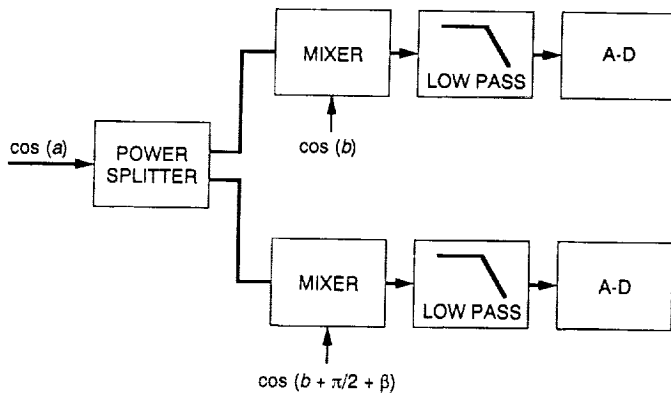 MIXER
LOW PASS
A-D
cos (b)
cos (a)
POWER
SPLITTER
MIXER
LOW PASS
A-D
cos (b + π/2 + β)